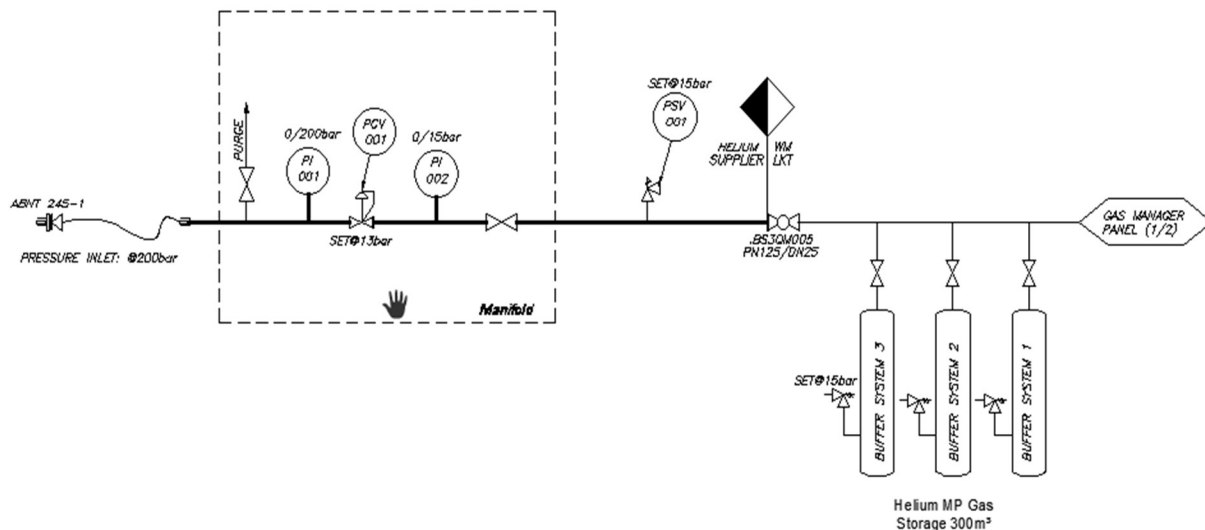 SET@15bar
PSV
001
PURGE
0/200bar
PI
001
PCV
001
SET@13bar
0/15bar
PI
002
HELIUM
SUPPLIER
WM
LKT
ABNT 245-1
PRESSURE INLET: @200bar
.BS3QM005
PN125/DN25
GAS MANAGER
PANEL (1/2)
Manifold
SET@15bar
BUFFER SYSTEM 3
BUFFER SYSTEM 2
BUFFER SYSTEM 1
Helium MP Gas
Storage 300m³